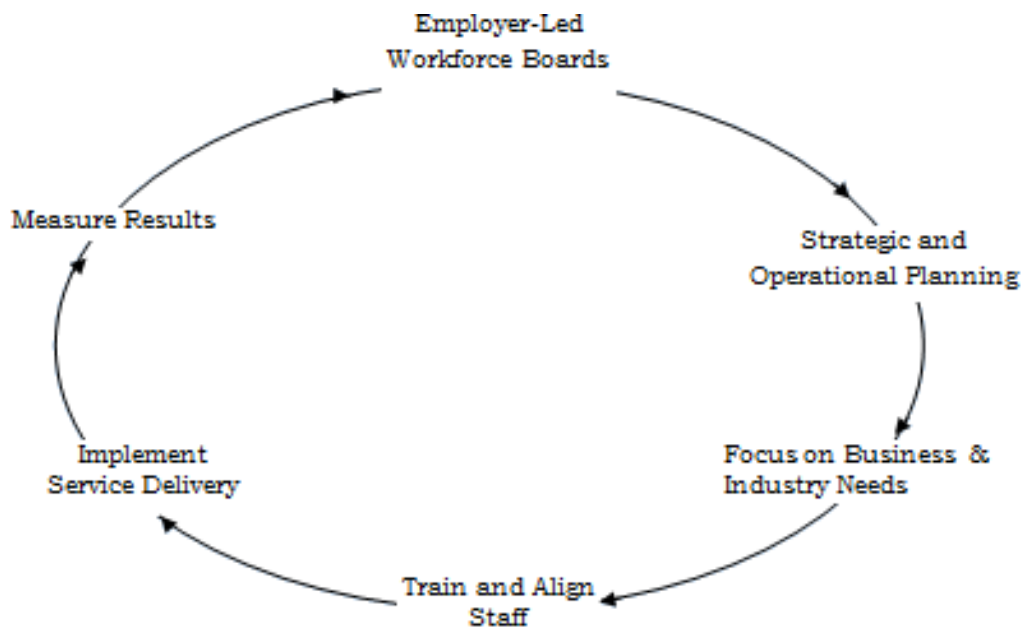 Employer-Led
Workforce Boards
Strategic and
Operational Planning
Focus on Business &
Industry Needs
Train and Align
Staff
Implement
Service Delivery
Measure Results